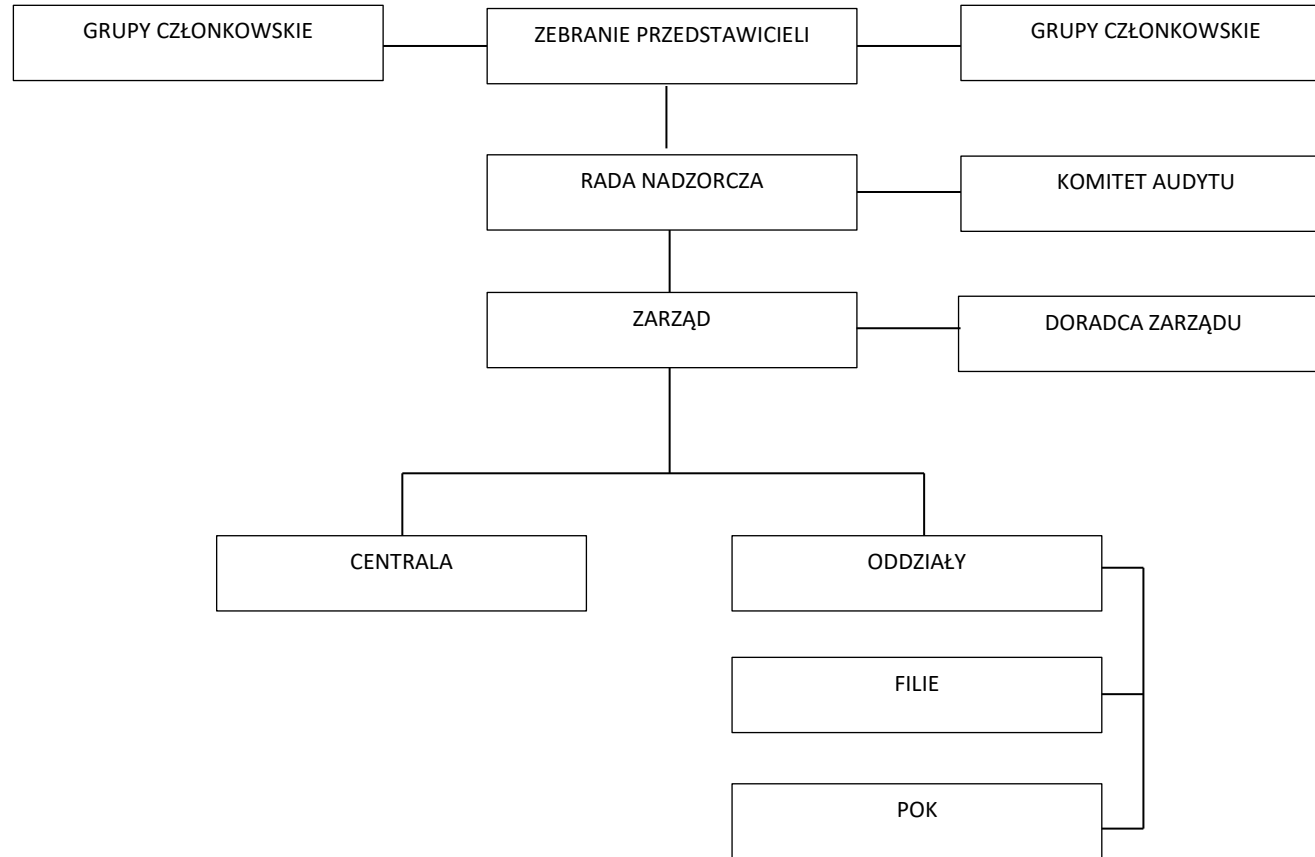 GRUPY CZŁONKOWSKIE
ZEBRANIE PRZEDSTAWICIELI
GRUPY CZŁONKOWSKIE
RADA NADZORCZA
KOMITET AUDYTU
ZARZĄD
DORADCA ZARZĄDU
CENTRALA
ODDZIAŁY
FILIE
POK